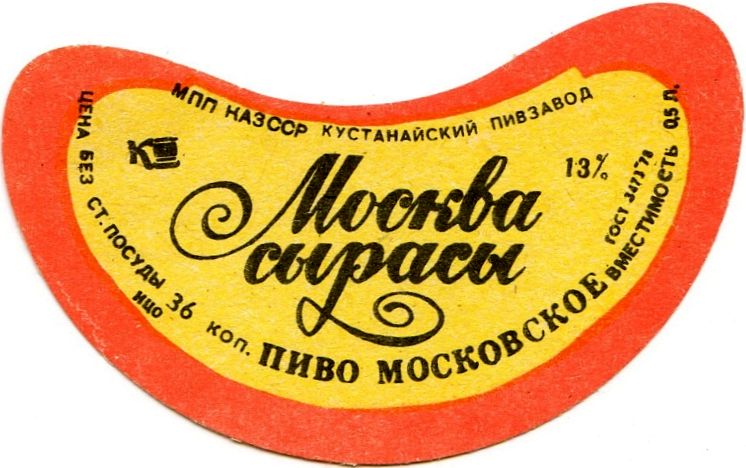 МПП КАЗССР КУСТАНАЙСКИЙ ПИВЗАВОД
13%
Москва
сырасы
ПИВО МОСКОВСКОЕ
ЦЕНА БЕЗ СТ. ПОСУДЫ 36 КОП.
ГОСТ 3473 78
ВМЕСТИМОСТЬ 0,5 Л.